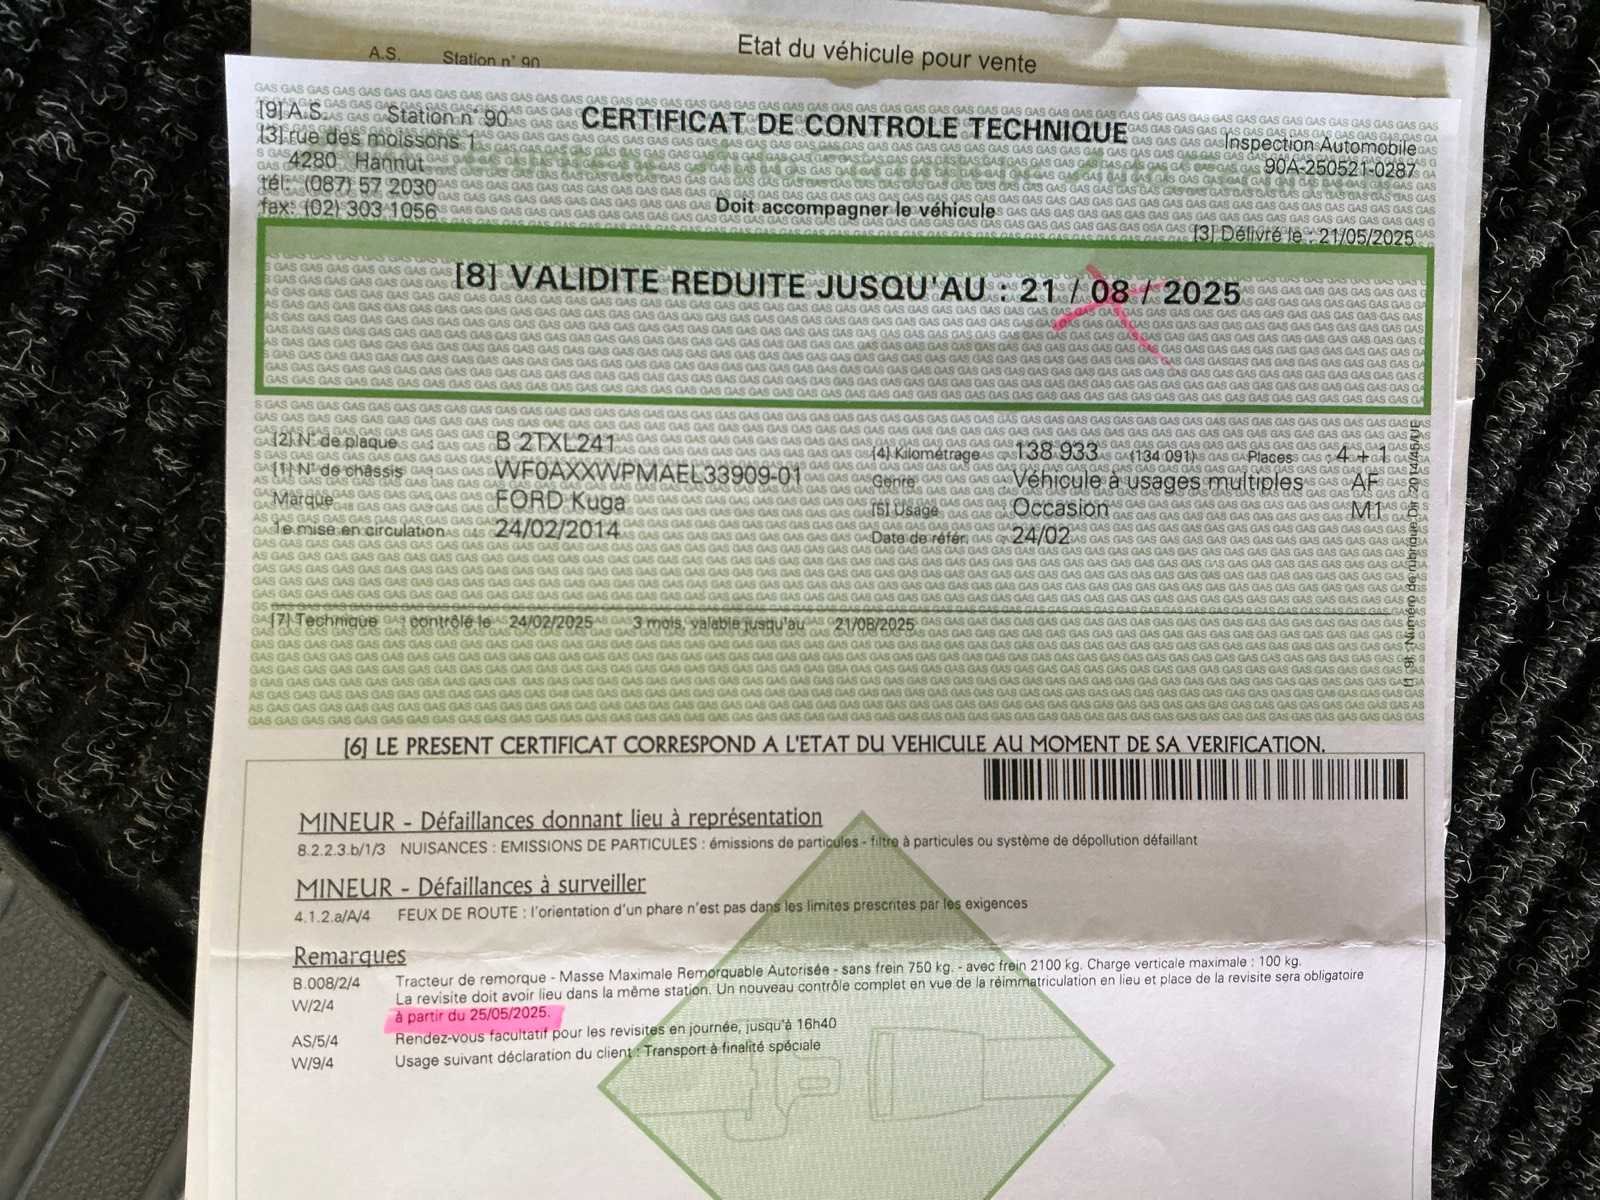 Etat du véhicule pour vente
A.S. Station n° 90
[9] A.S. Station n° 90
CERTIFICAT DE CONTROLE TECHNIQUE
Inspection Automobile
[3] rue des moissons 1
90A-250521-0287
4280 Hannut
tél: (087) 57 2030
fax: (02) 303 1056
Doit accompagner le véhicule
[3] Délivré le : 21/05/2025
[8] VALIDITE REDUITE JUSQU'AU : 21 / 08 / 2025
[2] N° de plaque : B 2TXL241
[1] N° de châssis : WF0AXXWPMAEL33909-01
Marque FORD Kuga
1e mise en circulation 24/02/2014
[4] Kilométrage : 138 933 (134 091) Places : 4 + 1
Genre : Véhicule à usages multiples AF
[5] Usage : Occasion M1
Date de référ. : 24/02
[7] Technique : contrôlé le 24/02/2025 3 mois, valable jusqu'au 21/08/2025
[6] LE PRESENT CERTIFICAT CORRESPOND A L'ETAT DU VEHICULE AU MOMENT DE SA VERIFICATION.
MINEUR - Défaillances donnant lieu à représentation
8.2.2.3.b/1/3 NUISANCES : EMISSIONS DE PARTICULES : émissions de particules - filtre à particules ou système de dépollution défaillant
MINEUR - Défaillances à surveiller
4.1.2.a/A/4 FEUX DE ROUTE : l'orientation d'un phare n'est pas dans les limites prescrites par les exigences
Remarques
B.008/2/4 Tracteur de remorque - Masse Maximale Remorquable Autorisée - sans frein 750 kg. - avec frein 2100 kg. Charge verticale maximale : 100 kg.
W/2/4 La revisite doit avoir lieu dans la même station. Un nouveau contrôle complet en vue de la réimmatriculation en lieu et place de la revisite sera obligatoire
à partir du 25/05/2025.
AS/5/4 Rendez-vous facultatif pour les revisites en journée, jusqu'à 16h40
W/9/4 Usage suivant déclaration du client : Transport à finalité spéciale